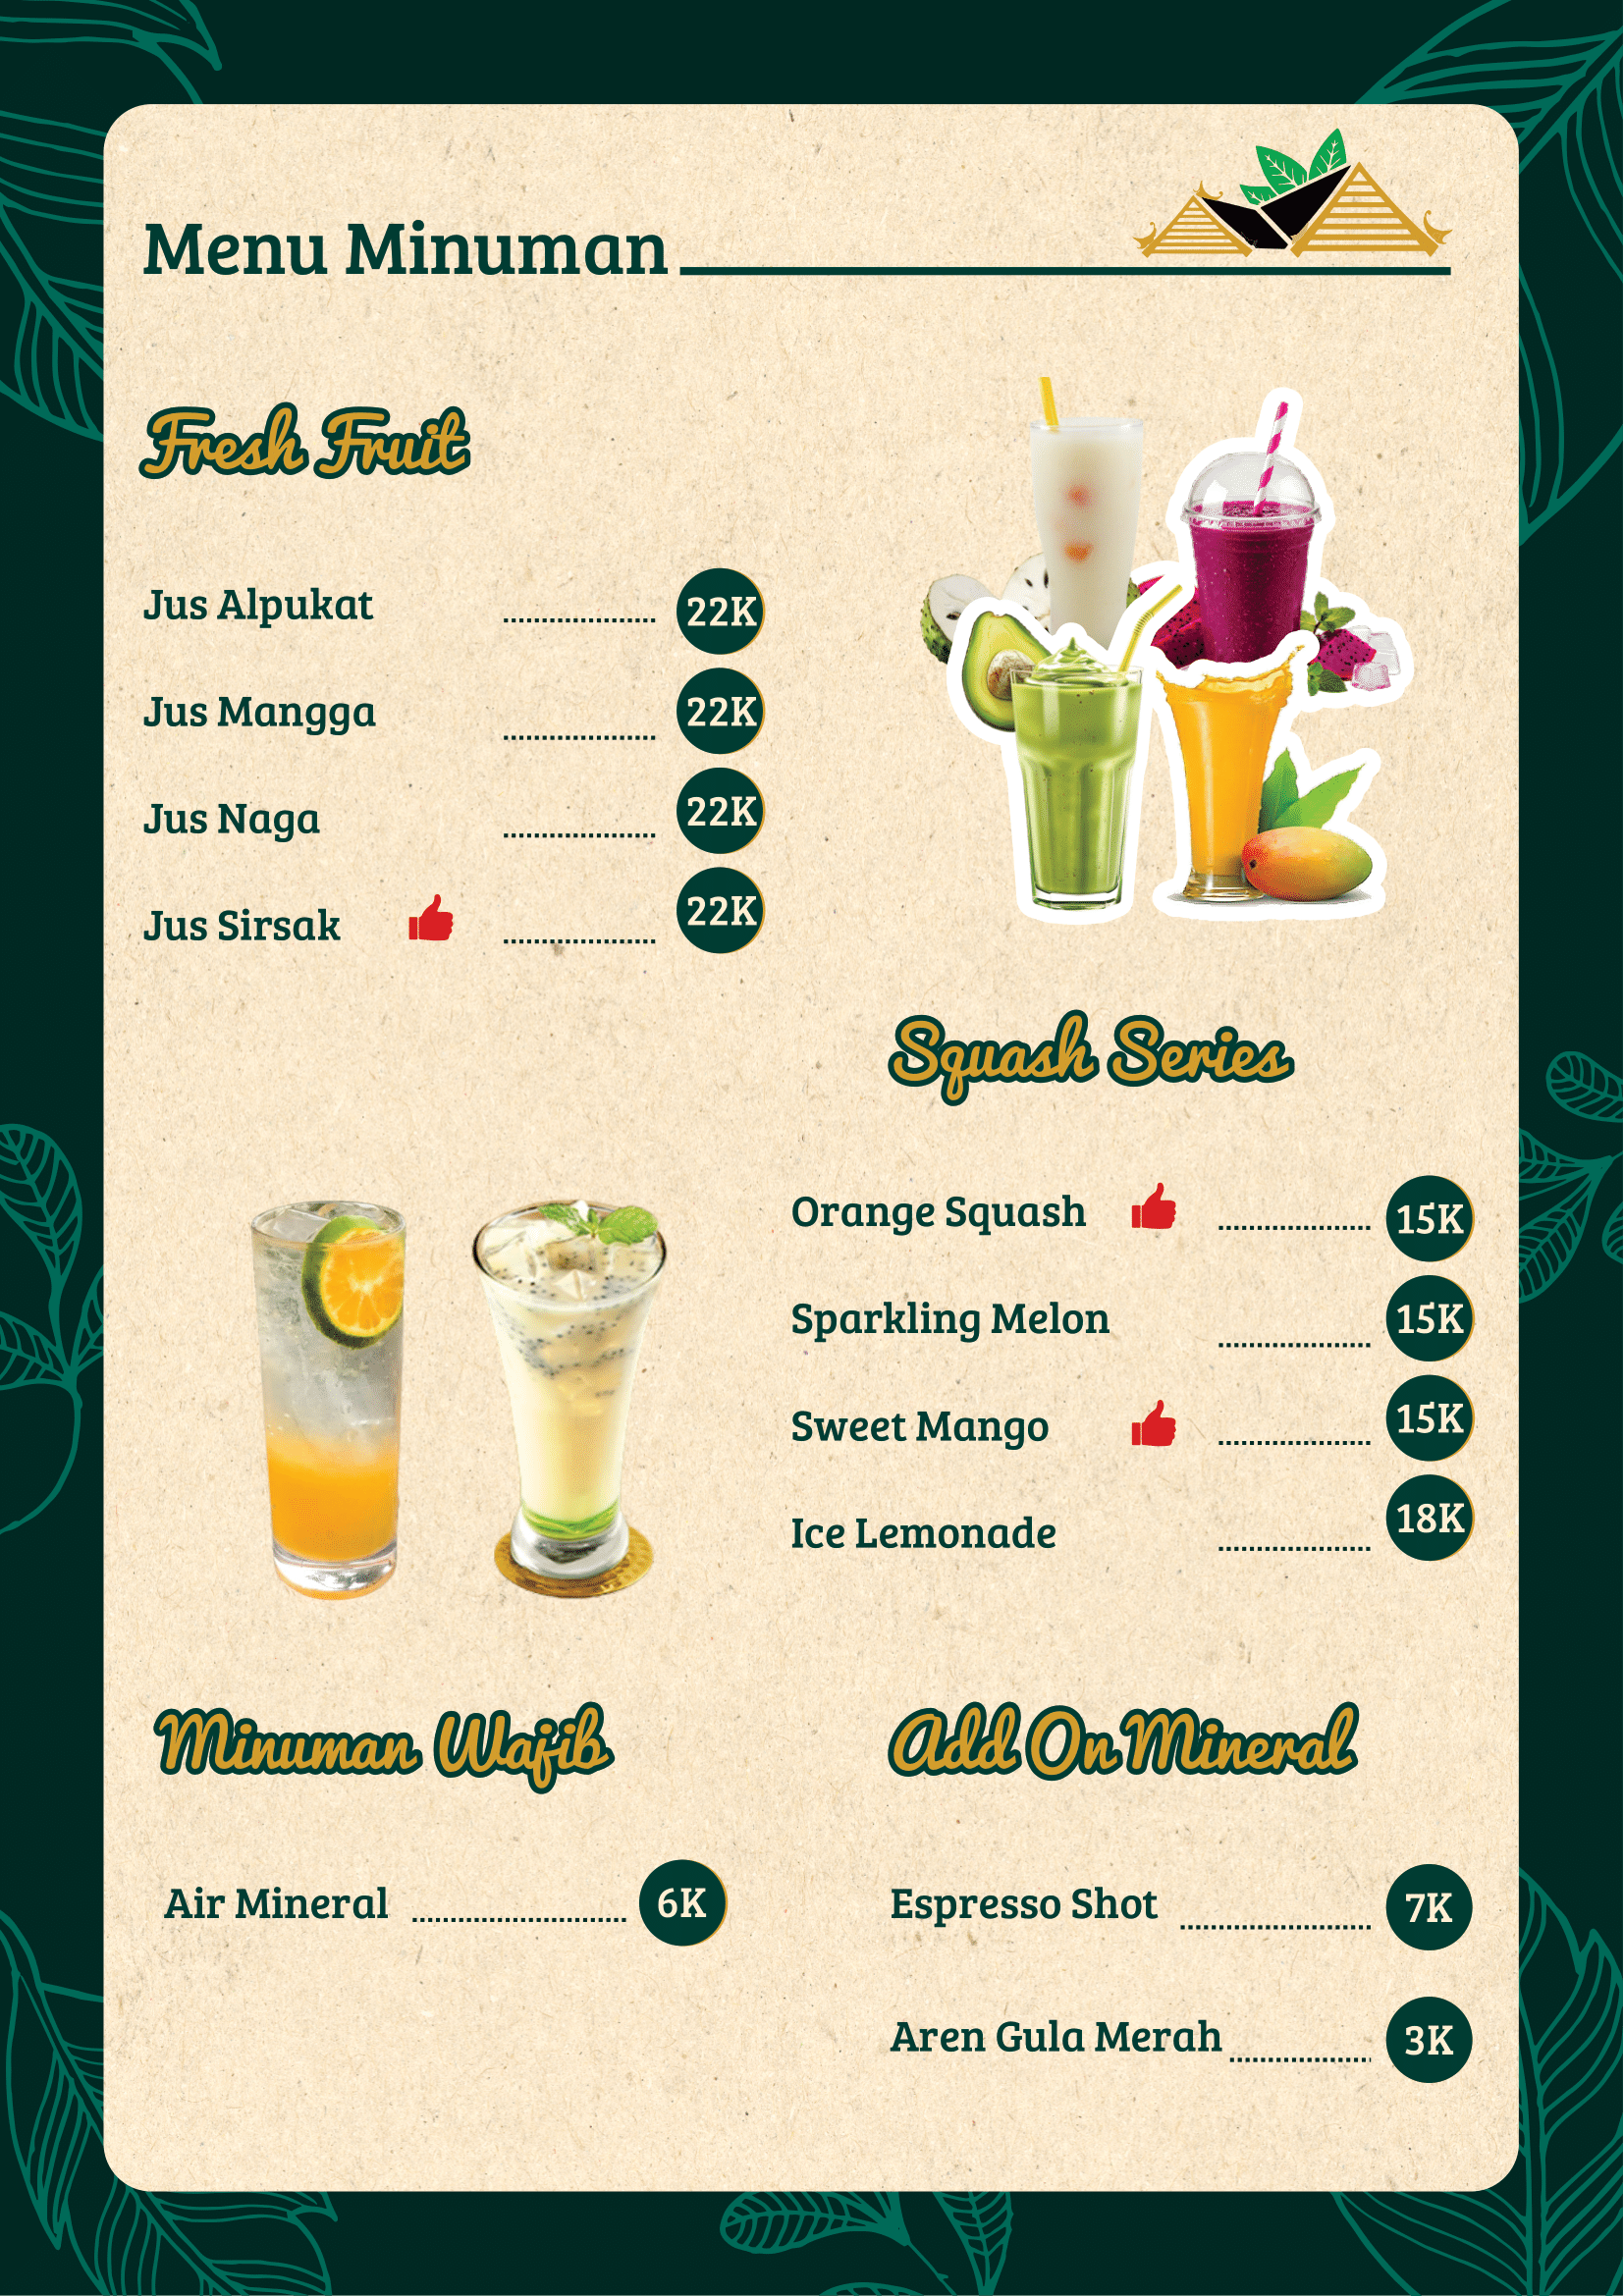 Menu Minuman
Fresh Fruit
Jus Alpukat .................... 22K
Jus Mangga .................... 22K
Jus Naga .................... 22K
Jus Sirsak .................... 22K
Squash Series
Orange Squash .................... 15K
Sparkling Melon .................... 15K
Sweet Mango .................... 15K
Ice Lemonade .................... 18K
Minuman Wajib
Air Mineral .................... 6K
Add On Mineral
Espresso Shot .................... 7K
Aren Gula Merah .................... 3K